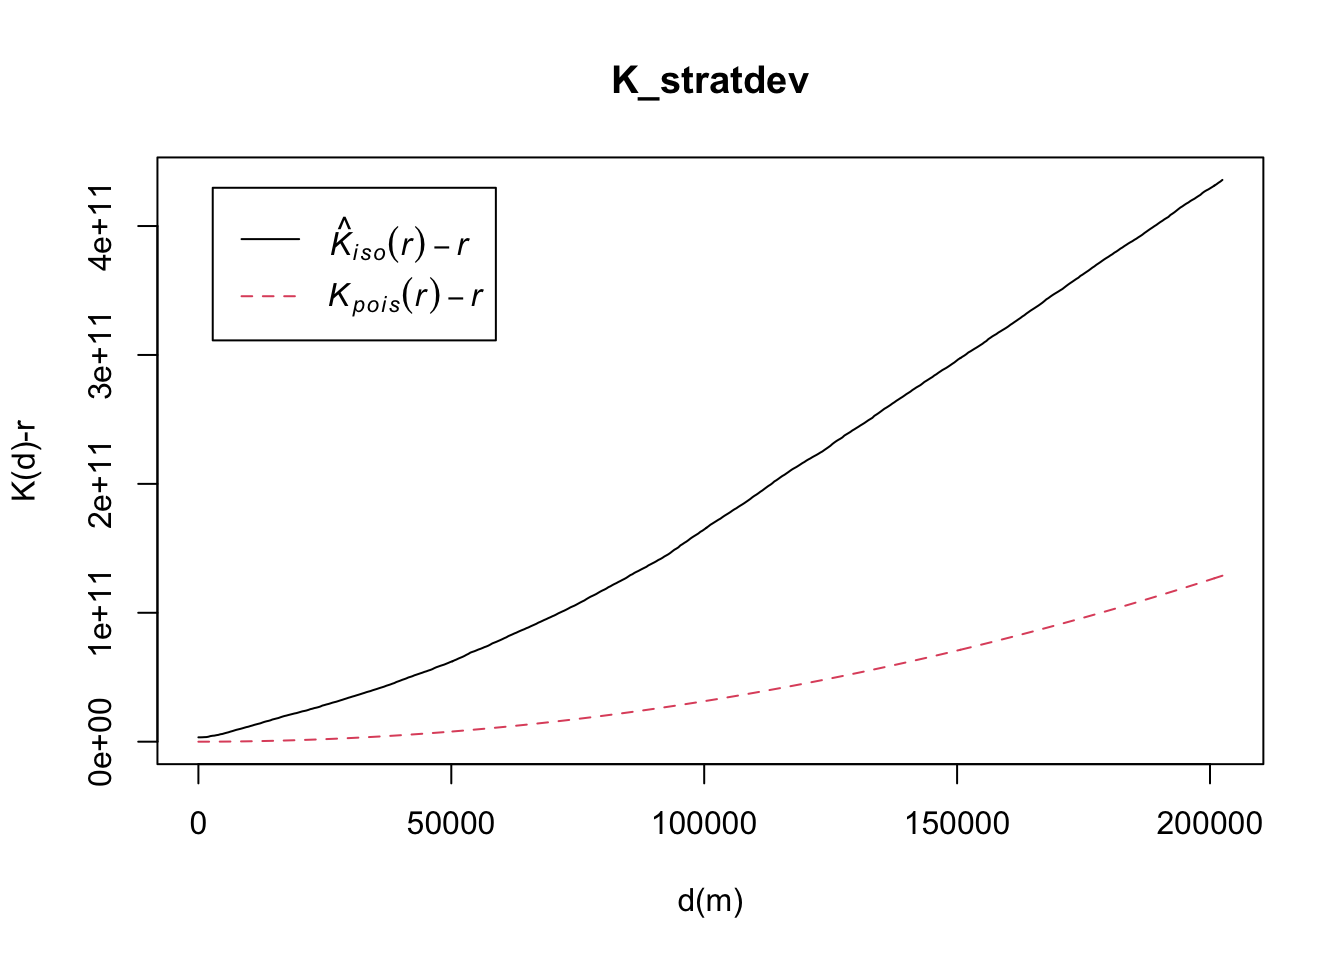 K_stratdev
K̂iso(r) − r
Kpois(r) − r
K(d)-r
4e+11
3e+11
2e+11
1e+11
0e+00
0 50000 100000 150000 200000
d(m)